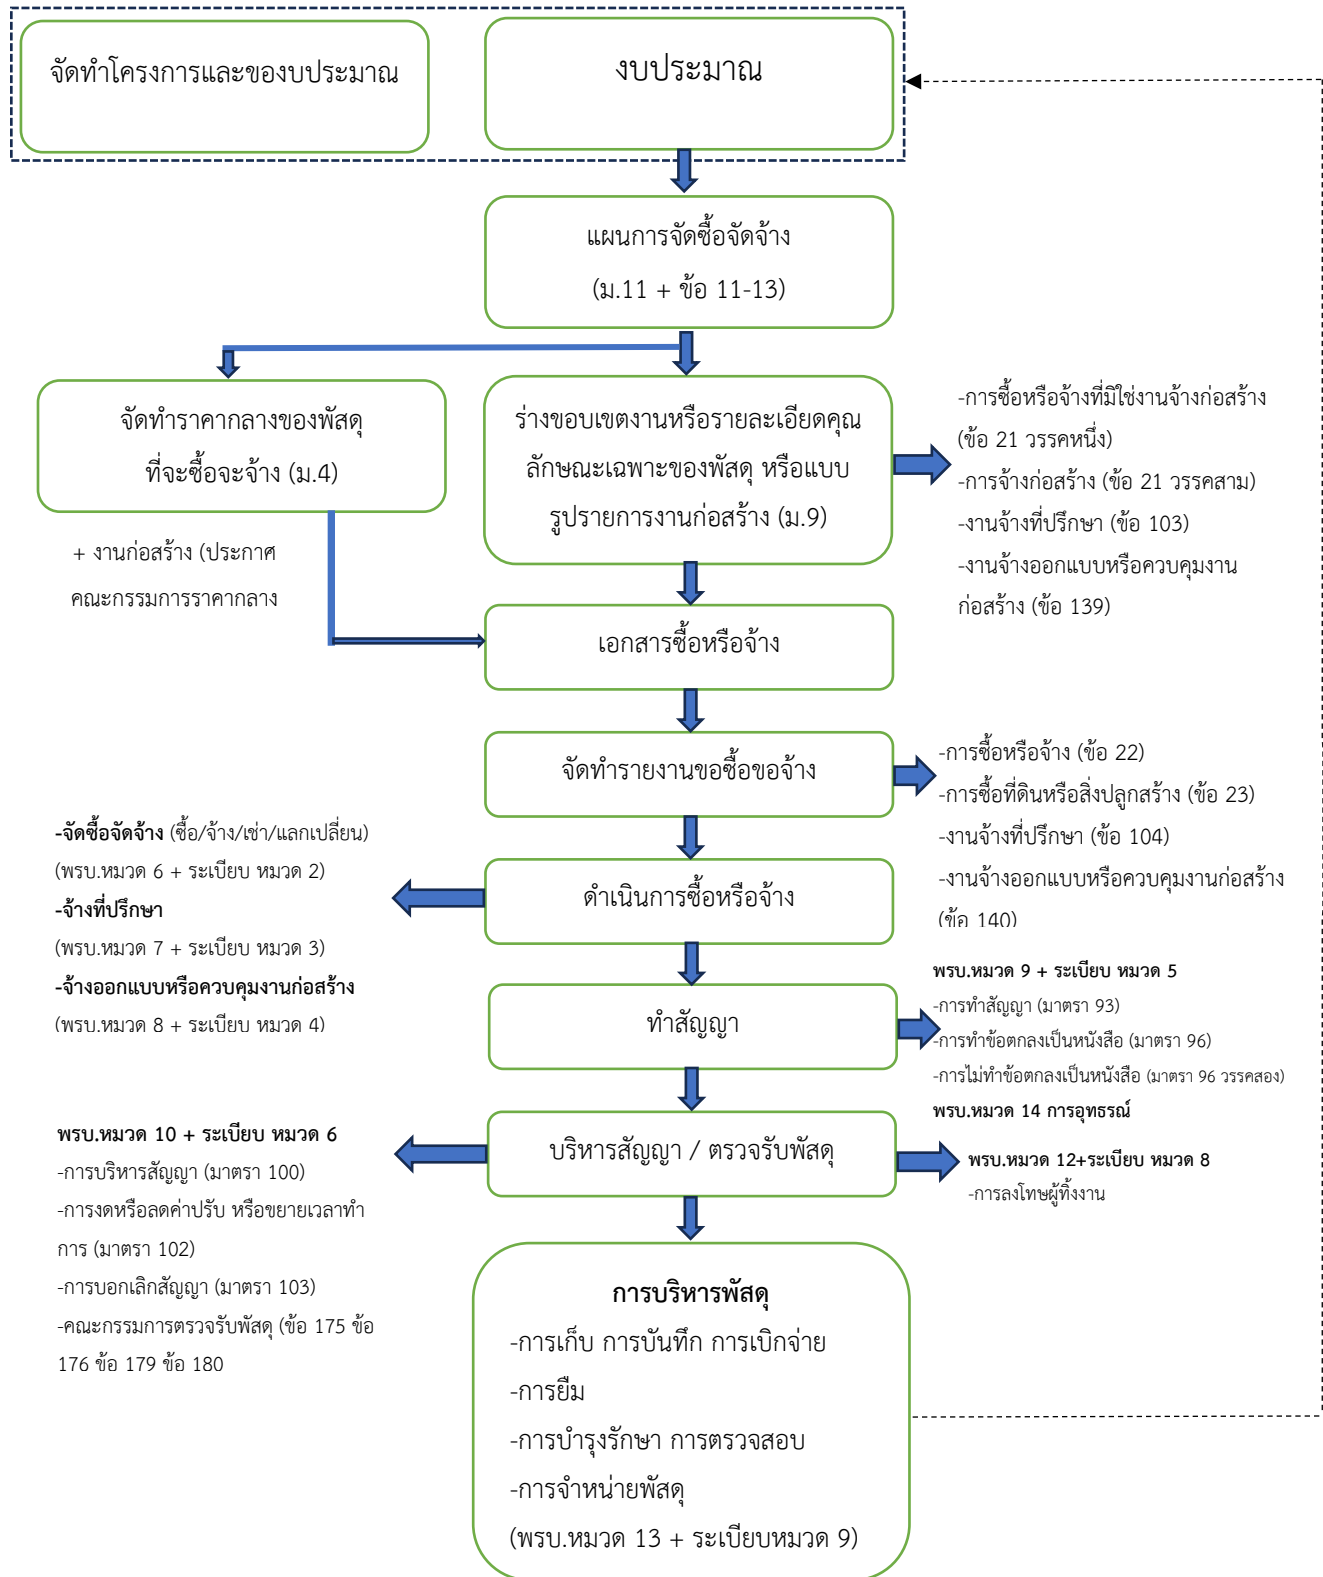 จัดทำโครงการและของบประมาณ
งบประมาณ
แผนการจัดซื้อจัดจ้าง
(ม.11 + ข้อ 11-13)
จัดทำราคากลางของพัสดุ
ที่จะซื้อจะจ้าง (ม.4)
+ งานก่อสร้าง (ประกาศ
คณะกรรมการราคากลาง
ร่างขอบเขตงานหรือรายละเอียดคุณ
ลักษณะเฉพาะของพัสดุ หรือแบบ
รูปรายการงานก่อสร้าง (ม.9)
-การซื้อหรือจ้างที่มิใช่งานจ้างก่อสร้าง
(ข้อ 21 วรรคหนึ่ง)
-การจ้างก่อสร้าง (ข้อ 21 วรรคสาม)
-งานจ้างที่ปรึกษา (ข้อ 103)
-งานจ้างออกแบบหรือควบคุมงาน
ก่อสร้าง (ข้อ 139)
เอกสารซื้อหรือจ้าง
จัดทำรายงานขอซื้อขอจ้าง
-การซื้อหรือจ้าง (ข้อ 22)
-การซื้อที่ดินหรือสิ่งปลูกสร้าง (ข้อ 23)
-งานจ้างที่ปรึกษา (ข้อ 104)
-งานจ้างออกแบบหรือควบคุมงานก่อสร้าง
(ข้อ 140)
-จัดซื้อจัดจ้าง (ซื้อ/จ้าง/เช่า/แลกเปลี่ยน)
(พรบ.หมวด 6 + ระเบียบ หมวด 2)
-จ้างที่ปรึกษา
(พรบ.หมวด 7 + ระเบียบ หมวด 3)
-จ้างออกแบบหรือควบคุมงานก่อสร้าง
(พรบ.หมวด 8 + ระเบียบ หมวด 4)
ดำเนินการซื้อหรือจ้าง
ทำสัญญา
พรบ.หมวด 9 + ระเบียบ หมวด 5
-การทำสัญญา (มาตรา 93)
-การทำข้อตกลงเป็นหนังสือ (มาตรา 96)
-การไม่ทำข้อตกลงเป็นหนังสือ (มาตรา 96 วรรคสอง)
พรบ.หมวด 14 การอุทธรณ์
บริหารสัญญา / ตรวจรับพัสดุ
พรบ.หมวด 10 + ระเบียบ หมวด 6
-การบริหารสัญญา (มาตรา 100)
-การงดหรือลดค่าปรับ หรือขยายเวลาทำ
การ (มาตรา 102)
-การบอกเลิกสัญญา (มาตรา 103)
-คณะกรรมการตรวจรับพัสดุ (ข้อ 175 ข้อ
176 ข้อ 179 ข้อ 180
พรบ.หมวด 12+ระเบียบ หมวด 8
-การลงโทษผู้ทิ้งงาน
การบริหารพัสดุ
-การเก็บ การบันทึก การเบิกจ่าย
-การยืม
-การบำรุงรักษา การตรวจสอบ
-การจำหน่ายพัสดุ
(พรบ.หมวด 13 + ระเบียบหมวด 9)